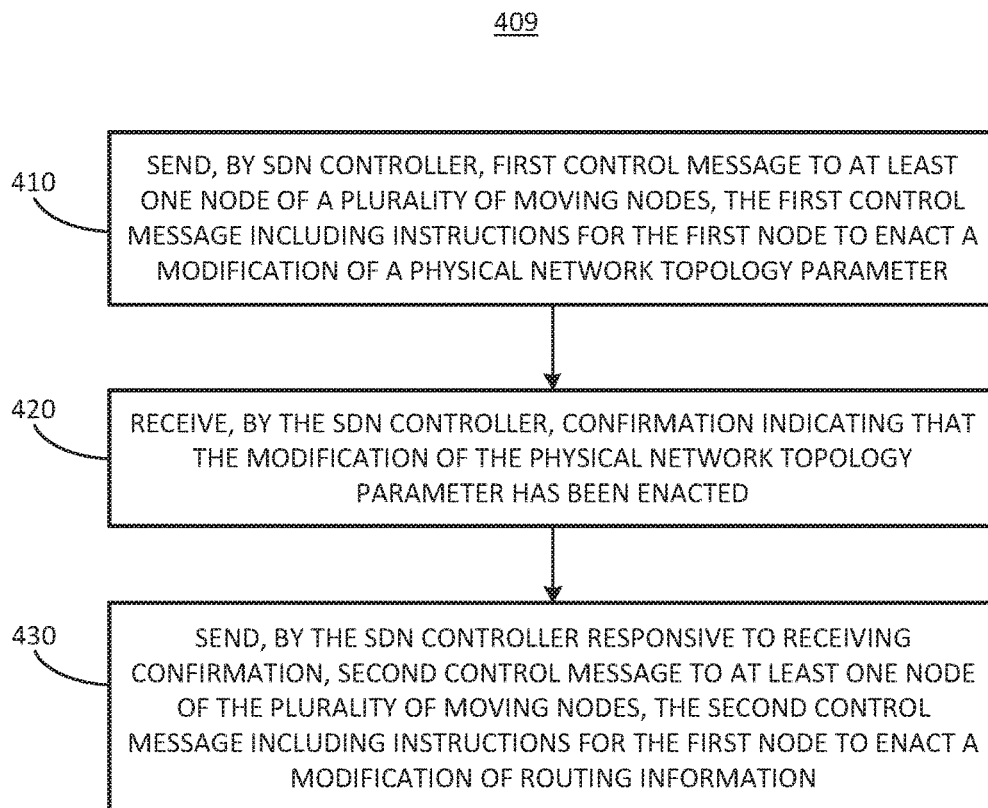 409
410
SEND, BY SDN CONTROLLER, FIRST CONTROL MESSAGE TO AT LEAST
ONE NODE OF A PLURALITY OF MOVING NODES, THE FIRST CONTROL
MESSAGE INCLUDING INSTRUCTIONS FOR THE FIRST NODE TO ENACT A
MODIFICATION OF A PHYSICAL NETWORK TOPOLOGY PARAMETER
420
RECEIVE, BY THE SDN CONTROLLER, CONFIRMATION INDICATING THAT
THE MODIFICATION OF THE PHYSICAL NETWORK TOPOLOGY
PARAMETER HAS BEEN ENACTED
430
SEND, BY THE SDN CONTROLLER RESPONSIVE TO RECEIVING
CONFIRMATION, SECOND CONTROL MESSAGE TO AT LEAST ONE NODE
OF THE PLURALITY OF MOVING NODES, THE SECOND CONTROL
MESSAGE INCLUDING INSTRUCTIONS FOR THE FIRST NODE TO ENACT A
MODIFICATION OF ROUTING INFORMATION